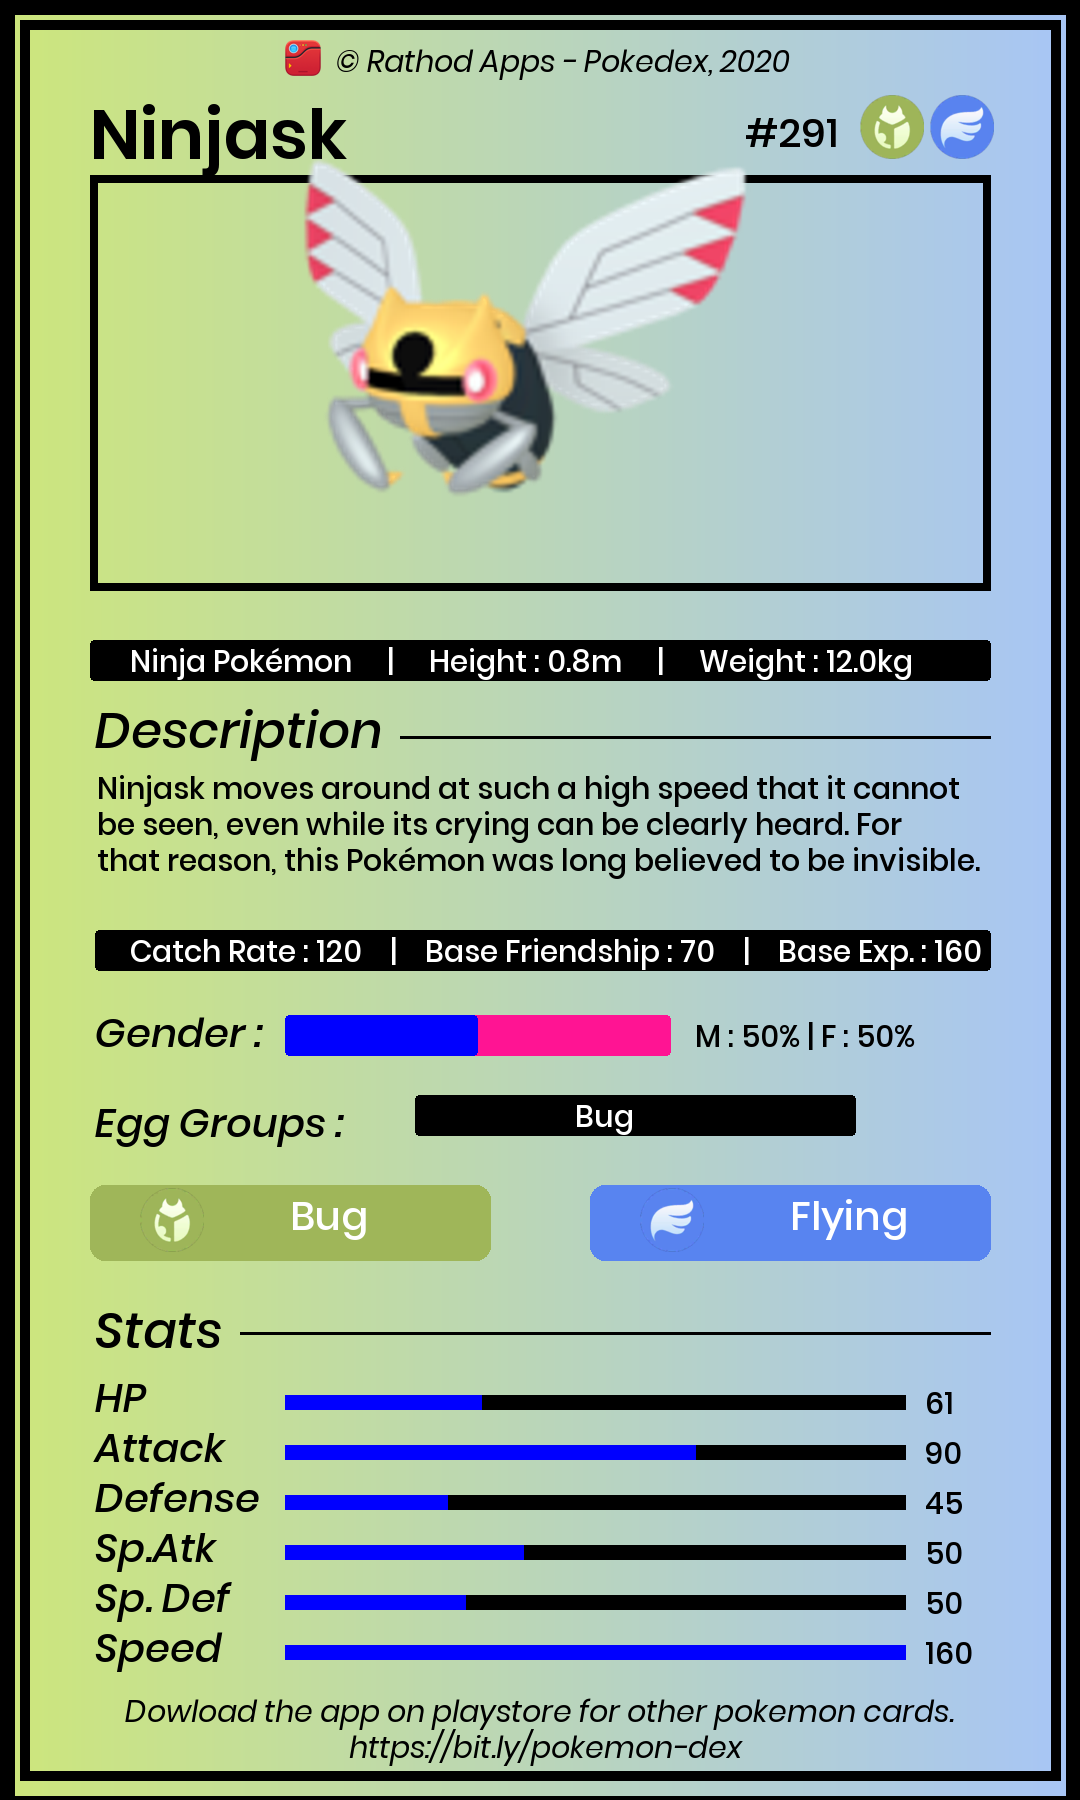 © Rathod Apps - Pokedex, 2020
Ninjask #291
Ninja Pokémon | Height : 0.8m | Weight : 12.0kg
Description
Ninjask moves around at such a high speed that it cannot
be seen, even while its crying can be clearly heard. For
that reason, this Pokémon was long believed to be invisible.
Catch Rate : 120 | Base Friendship : 70 | Base Exp. : 160
Gender : M : 50% | F : 50%
Egg Groups : Bug
Bug Flying
Stats
HP 61
Attack 90
Defense 45
Sp.Atk 50
Sp. Def 50
Speed 160
Dowload the app on playstore for other pokemon cards.
https://bit.ly/pokemon-dex